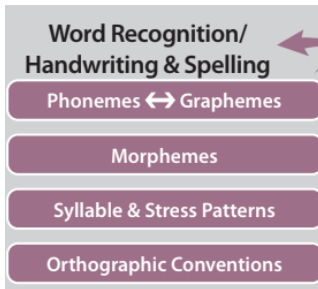 Word Recognition/
Handwriting & Spelling
Phonemes ↔ Graphemes
Morphemes
Syllable & Stress Patterns
Orthographic Conventions